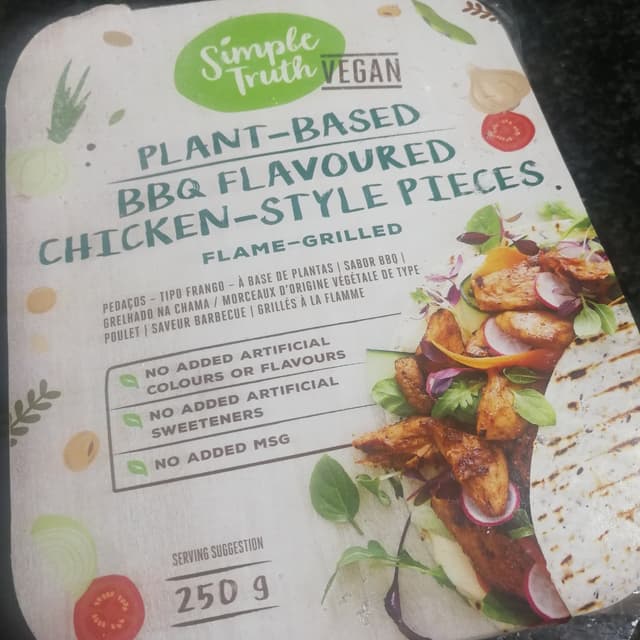 Simple
Truth
VEGAN
PLANT-BASED
BBQ FLAVOURED
CHICKEN-STYLE PIECES
FLAME-GRILLED
PEDAÇOS – TIPO FRANGO – À BASE DE PLANTAS | SABOR BBQ |
GRELHADO NA CHAMA / MORCEAUX D'ORIGINE VÉGÉTALE DE TYPE
POULET | SAVEUR BARBECUE | GRILLÉS À LA FLAMME
NO ADDED ARTIFICIAL
COLOURS OR FLAVOURS
NO ADDED ARTIFICIAL
SWEETENERS
NO ADDED MSG
SERVING SUGGESTION
250 g